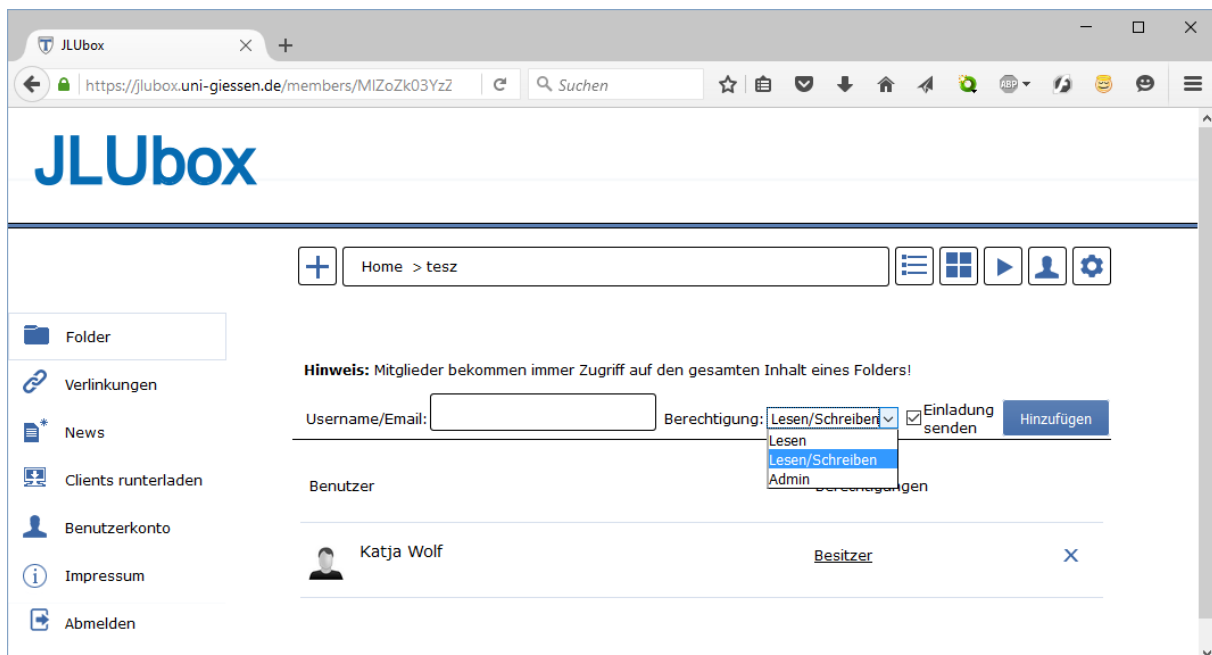 JLUbox
https://jlubox.uni-giessen.de/members/MIZoZk03YzZ
Suchen
ABP
JLUbox
Home > tesz
Folder
Verlinkungen
News
Clients runterladen
Benutzerkonto
Impressum
Abmelden
Hinweis: Mitglieder bekommen immer Zugriff auf den gesamten Inhalt eines Folders!
Username/Email: Berechtigung: Lesen/Schreiben Einladung senden Hinzufügen
Lesen
Lesen/Schreiben
Admin
Benutzer Berechtigungen
Katja Wolf Besitzer